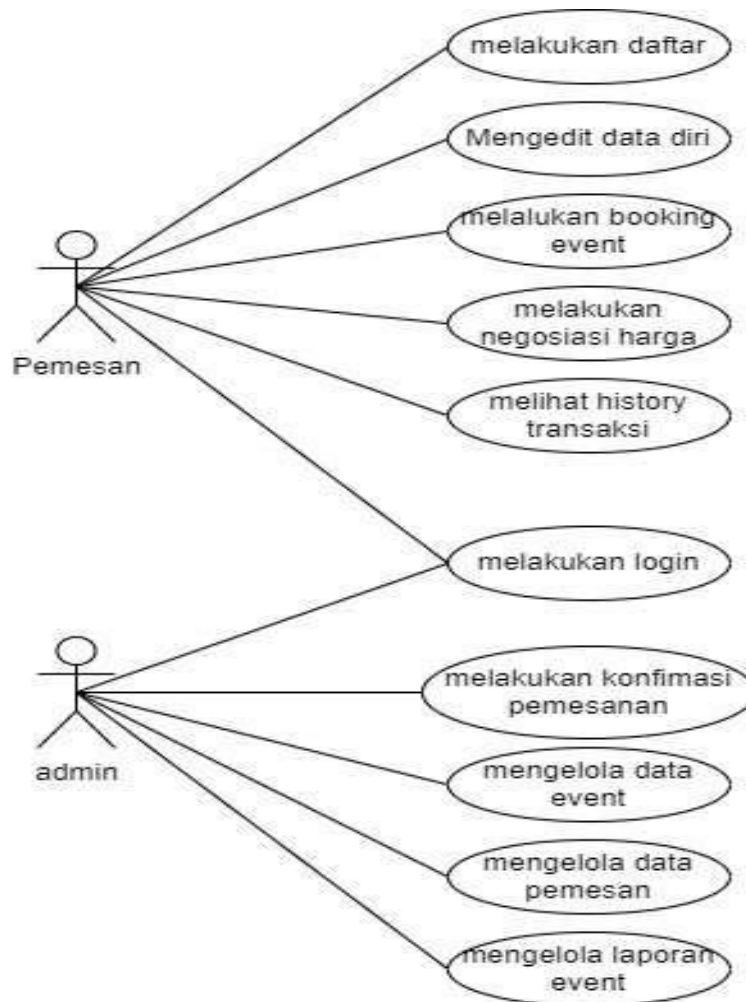 melakukan daftar
Mengedit data diri
melalukan booking
event
melakukan
negosiasi harga
Pemesan
melihat history
transaksi
melakukan login
melakukan konfimasi
pemesanan
admin
mengelola data
event
mengelola data
pemesan
mengelola laporan
event